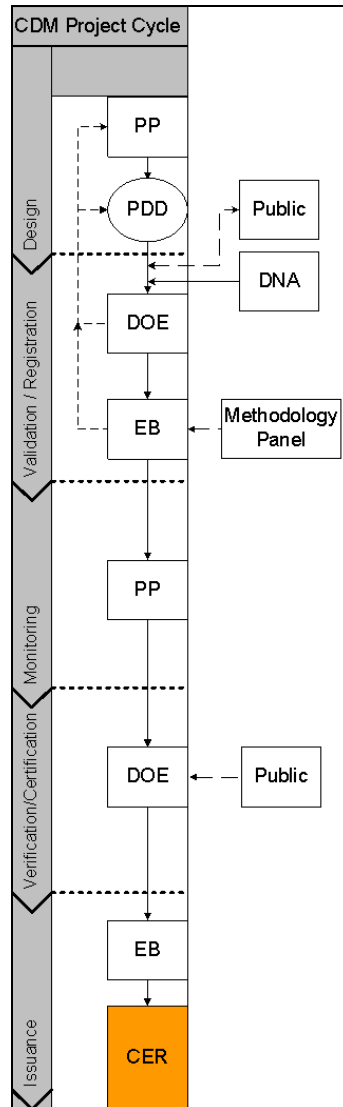 CDM Project Cycle
Design
PP
PDD
Public
DNA
Validation / Registration
DOE
EB
Methodology
Panel
Monitoring
PP
Verification/Certification
DOE
Public
Issuance
EB
CER